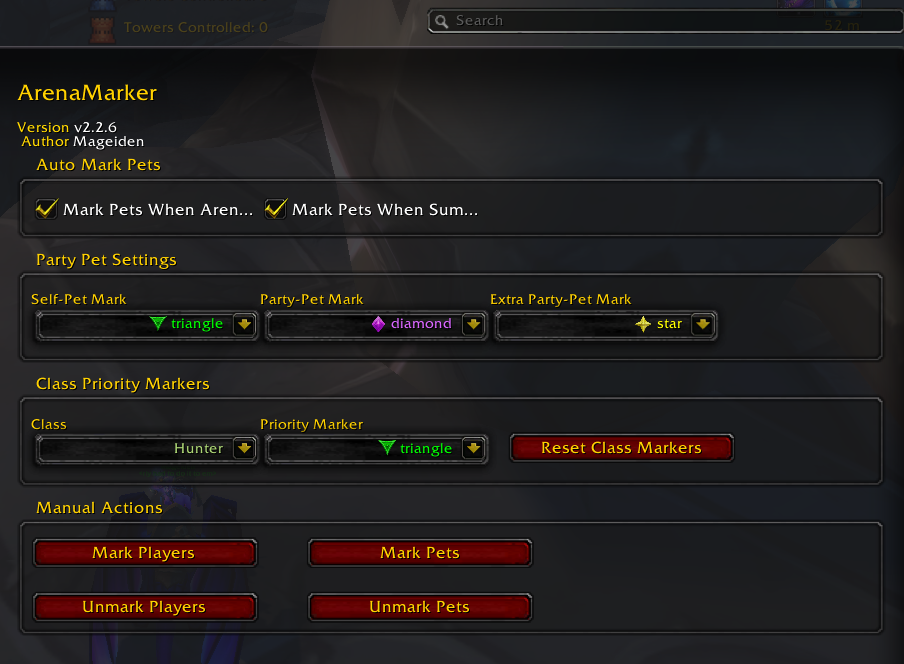 Towers Controlled: 0
Search
52 m
ArenaMarker
Version v2.2.6
Author Mageiden
Auto Mark Pets
Mark Pets When Aren... Mark Pets When Sum...
Party Pet Settings
Self-Pet Mark Party-Pet Mark Extra Party-Pet Mark
triangle diamond star
Class Priority Markers
Class Priority Marker
Hunter triangle Reset Class Markers
Manual Actions
Mark Players Mark Pets
Unmark Players Unmark Pets